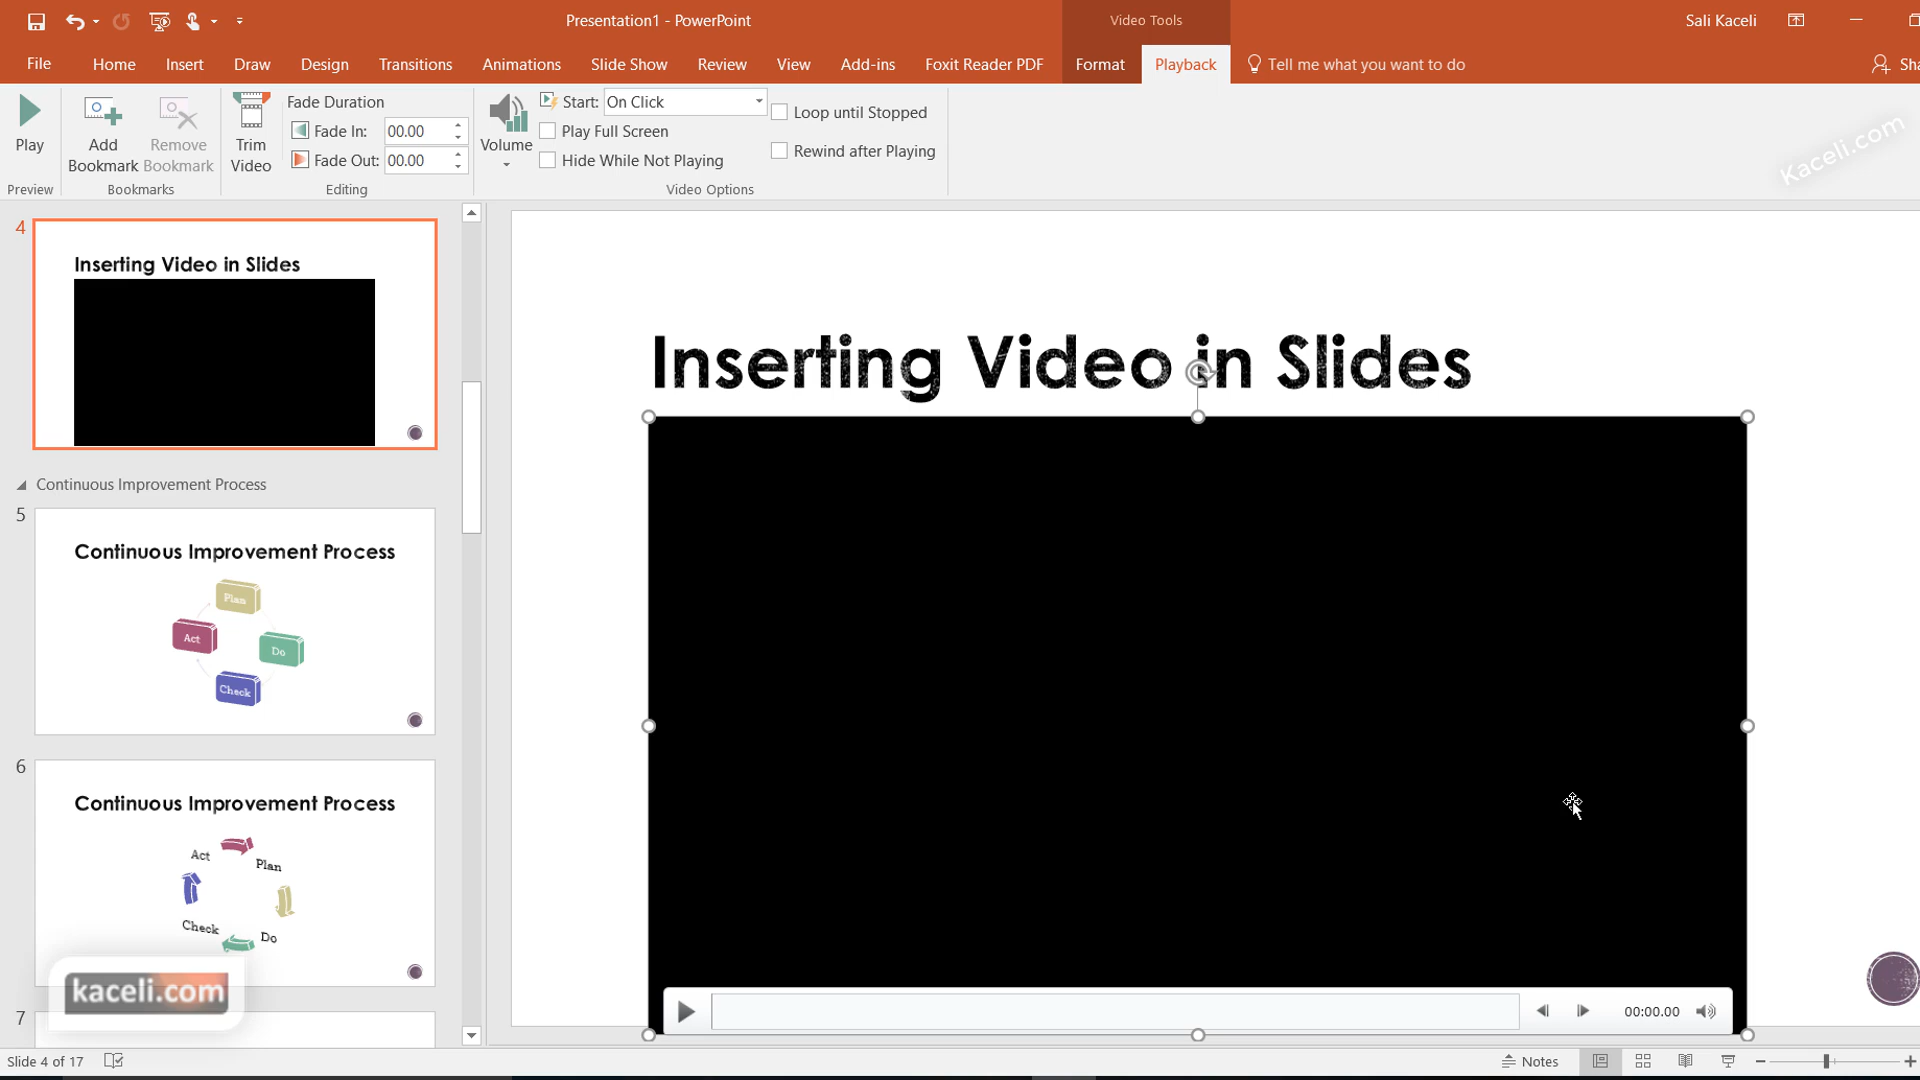 Presentation1 - PowerPoint
Video Tools
Sali Kaceli
File
Home
Insert
Draw
Design
Transitions
Animations
Slide Show
Review
View
Add-ins
Foxit Reader PDF
Format
Playback
Tell me what you want to do
Sha
Play
Preview
Add
Bookmark
Remove
Bookmark
Bookmarks
Trim
Video
Fade Duration
Fade In: 00.00
Fade Out: 00.00
Editing
Volume
Start: On Click
Play Full Screen
Hide While Not Playing
Loop until Stopped
Rewind after Playing
Video Options
Kaceli.com
4
Inserting Video in Slides
Continuous Improvement Process
5
Continuous Improvement Process
Plan
Act
Do
Check
6
Continuous Improvement Process
Act
Plan
Check
Do
kaceli.com
7
Inserting Video in Slides
00:00.00
Slide 4 of 17
Notes